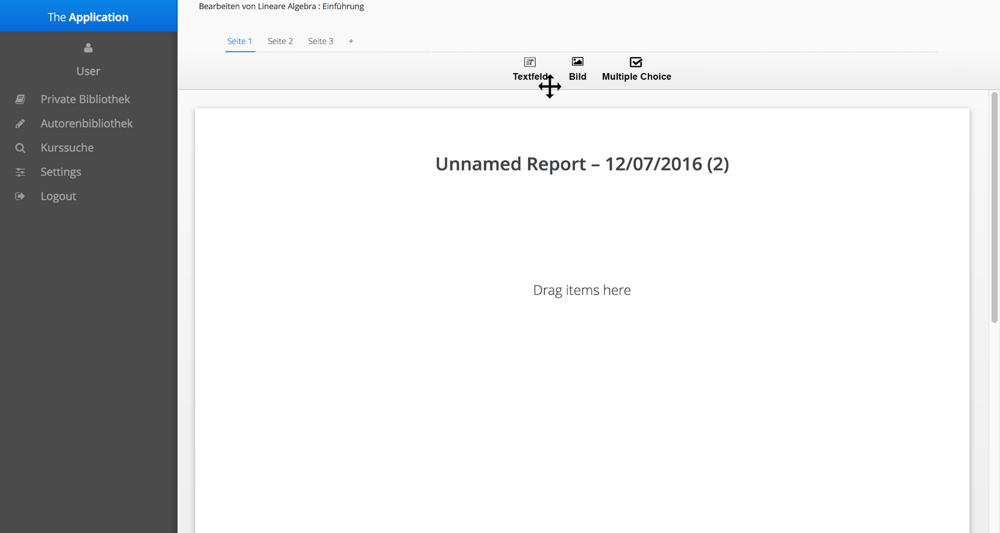 The Application
User
Private Bibliothek
Autorenbibliothek
Kurssuche
Settings
Logout
Bearbeiten von Lineare Algebra : Einführung
Seite 1 Seite 2 Seite 3 +
Textfeld Bild Multiple Choice
Unnamed Report – 12/07/2016 (2)
Drag items here